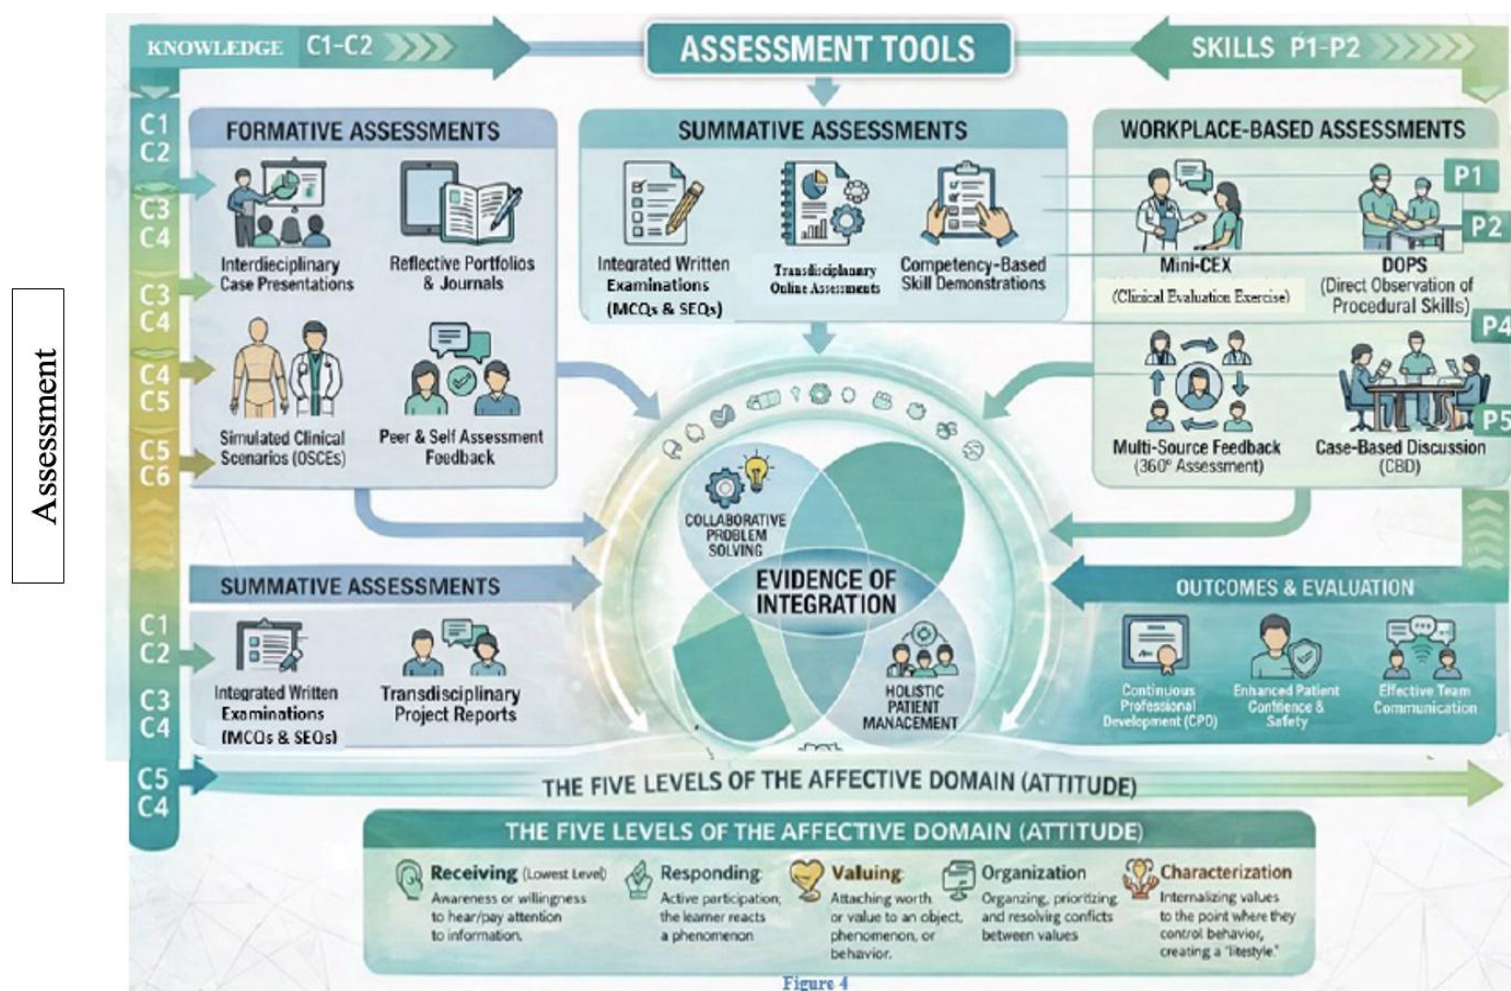 Assessment
KNOWLEDGE C1-C2
ASSESSMENT TOOLS
SKILLS P1-P2
C1
C2
C3
C4
C3
C4
C4
C5
C5
C6
C1
C2
C3
C4
C5
C4
FORMATIVE ASSESSMENTS
Interdieciplinary
Case Presentations
Reflective Portfolios
& Journals
Simulated Clinical
Scenarios (OSCEs)
Peer & Self Assessment
Feedback
SUMMATIVE ASSESSMENTS
Integrated Written
Examinations
(MCQs & SEQs)
Transdisciplinary
Online Assessments
Competency-Based
Skill Demonstrations
WORKPLACE-BASED ASSESSMENTS
P1
P2
P4
P5
Mini-CEX
(Clinical Evaluation Exercise)
DOPS
(Direct Observation of
Procedural Skills)
Multi-Source Feedback
(360° Assessment)
Case-Based Discussion
(CBD)
COLLABORATIVE
PROBLEM
SOLVING
EVIDENCE OF
INTEGRATION
HOLISTIC
PATIENT
MANAGEMENT
SUMMATIVE ASSESSMENTS
Integrated Written
Examinations
(MCQs & SEQs)
Transdisciplinary
Project Reports
OUTCOMES & EVALUATION
Continuous
Professional
Development (CPD)
Enhanced Patient
&
Safety
Effective Team
Communication
THE FIVE LEVELS OF THE AFFECTIVE DOMAIN (ATTITUDE)
THE FIVE LEVELS OF THE AFFECTIVE DOMAIN (ATTITUDE)
Receiving (Lowest Level)
Awareness or willingness
to hear/pay attention
to information.
Responding
Active participation;
the learner reacts
a phenomenon
Valuing
Attaching worth
or value to an object,
phenomenon, or
behavior.
Organization
Organzing, prioritizing
and resolving conficts
between values
Characterization
Internalizing values
to the point where they
control behavior,
creating a "litestyle."
Figure 4